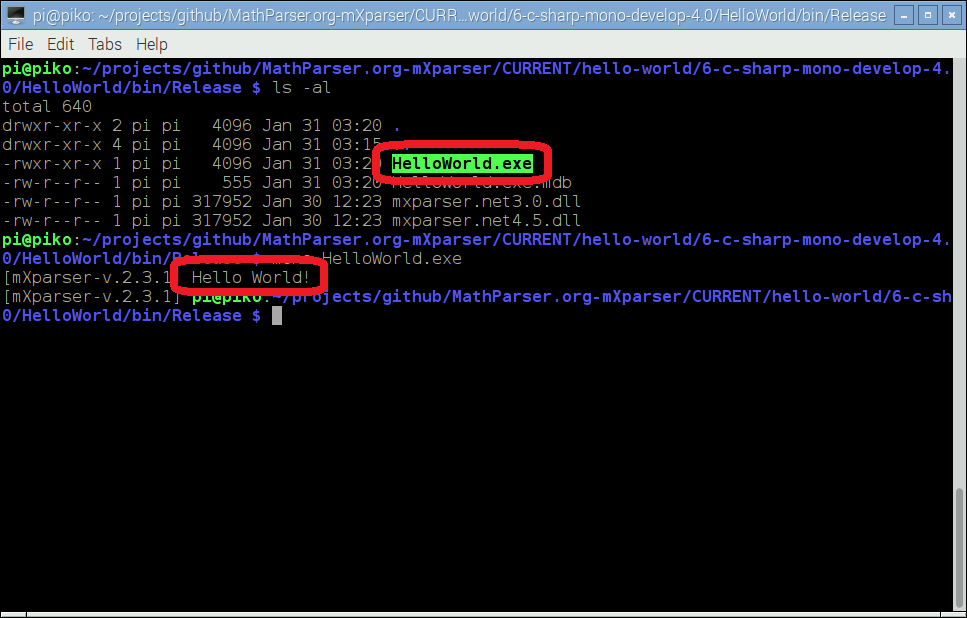 pi@piko: ~/projects/github/MathParser.org-mXparser/CURR...world/6-c-sharp-mono-develop-4.0/HelloWorld/bin/Release
File Edit Tabs Help
pi@piko:~/projects/github/MathParser.org-mXparser/CURRENT/hello-world/6-c-sharp-mono-develop-4.
0/HelloWorld/bin/Release $ ls -al
total 640
drwxr-xr-x 2 pi pi 4096 Jan 31 03:20 .
drwxr-xr-x 4 pi pi 4096 Jan 31 03:15
-rwxr-xr-x 1 pi pi 4096 Jan 31 03:20 HelloWorld.exe
-rw-r--r-- 1 pi pi 555 Jan 31 03:20 HelloWorld.exe.mdb
-rw-r--r-- 1 pi pi 317952 Jan 30 12:23 mxparser.net3.0.dll
-rw-r--r-- 1 pi pi 317952 Jan 30 12:23 mxparser.net4.5.dll
pi@piko:~/projects/github/MathParser.org-mXparser/CURRENT/hello-world/6-c-sharp-mono-develop-4.
0/HelloWorld/bin/Release $ mono HelloWorld.exe
[mXparser-v.2.3.1] Hello World!
[mXparser-v.2.3.1] pi@piko:~/projects/github/MathParser.org-mXparser/CURRENT/hello-world/6-c-sh
0/HelloWorld/bin/Release $